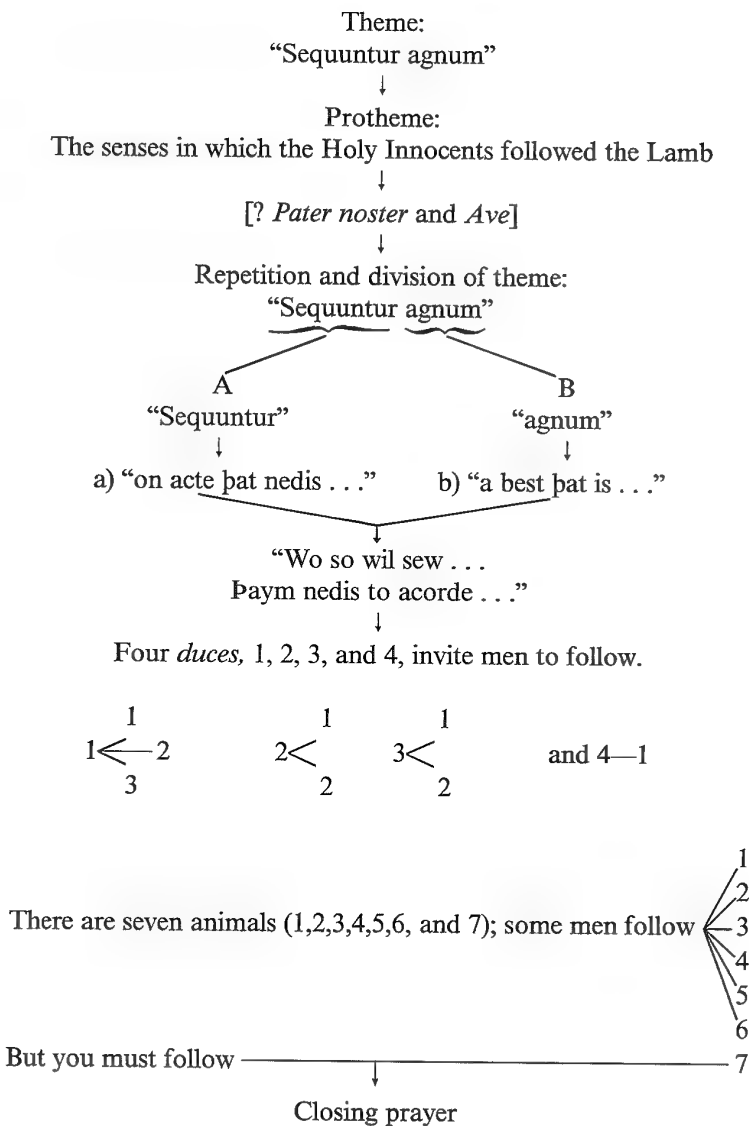 Theme:
“Sequuntur agnum”
Protheme:
The senses in which the Holy Innocents followed the Lamb
[? Pater noster and Ave]
Repetition and division of theme:
“Sequuntur agnum”
A B
“Sequuntur” “agnum”
a) “on acte þat nedis . . .” b) “a best þat is . . .”
“Wo so wil sew . . .
Þaym nedis to acorde . . .”
Four duces, 1, 2, 3, and 4, invite men to follow.
1 1 1
1 2 2 3 and 4—1
3 2 2
1
2
There are seven animals (1,2,3,4,5,6, and 7); some men follow 3
4
5
6
But you must follow 7
Closing prayer